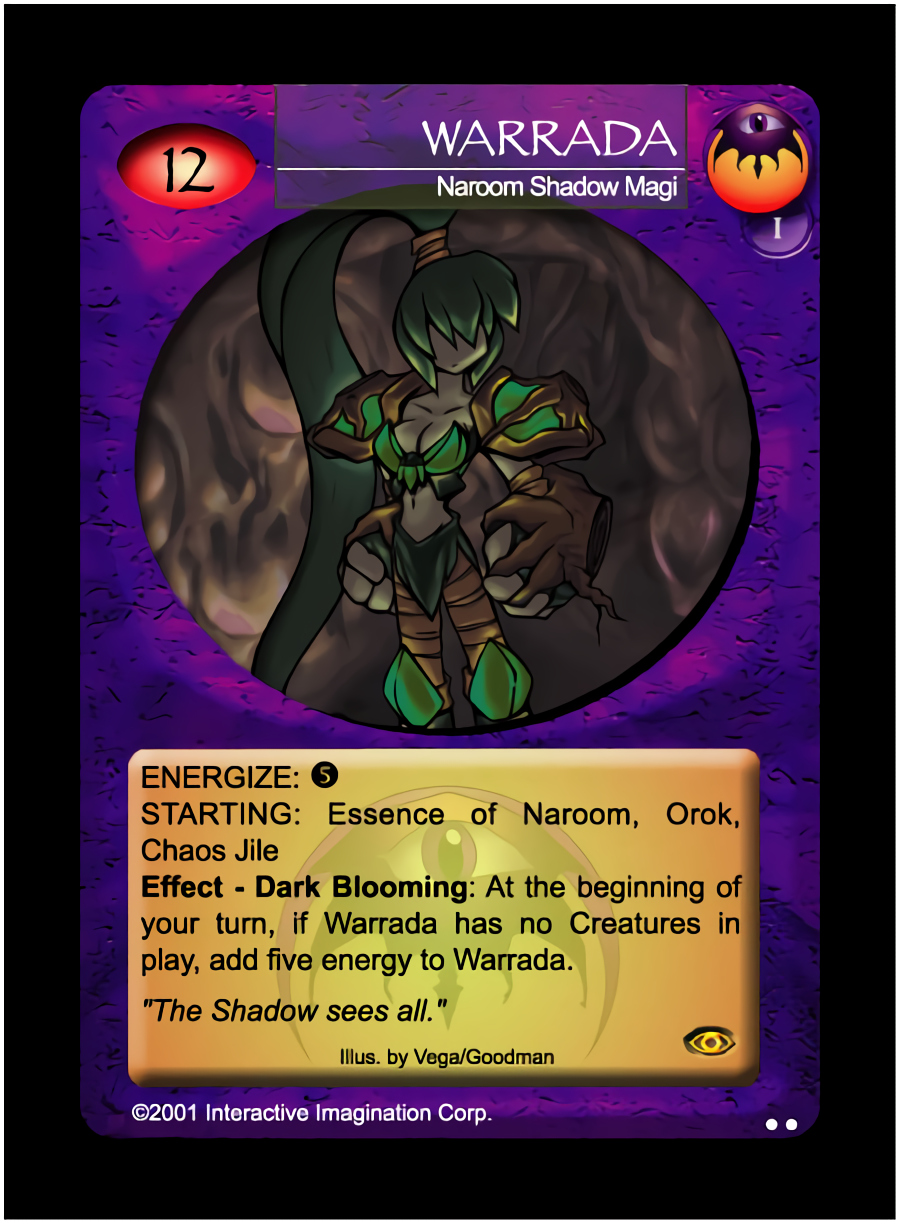 12
WARRADA
Naroom Shadow Magi
I
ENERGIZE: ❺
STARTING: Essence of Naroom, Orok,
Chaos Jile
Effect - Dark Blooming: At the beginning of
your turn, if Warrada has no Creatures in
play, add five energy to Warrada.
"The Shadow sees all."
Illus. by Vega/Goodman
©2001 Interactive Imagination Corp.